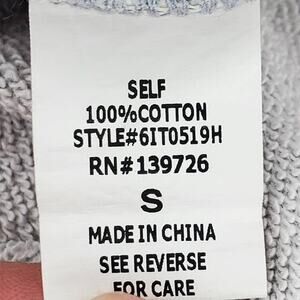 SELF
100%COTTON
STYLE#6IT0519H
RN#139726
S
MADE IN CHINA
SEE REVERSE
FOR CARE